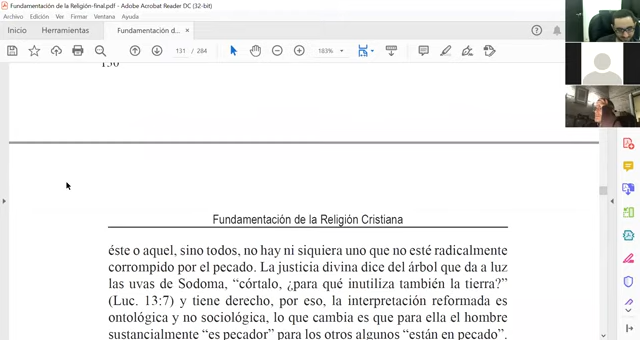 Fundamentación de la Religión-final.pdf - Adobe Acrobat Reader DC (32-bit)
Archivo Edición Ver Firmar Ventana Ayuda
Inicio Herramientas Fundamentación d... ×
131 / 284 183%
130
Fundamentación de la Religión Cristiana
éste o aquel, sino todos, no hay ni siquiera uno que no esté radicalmente
corrompido por el pecado. La justicia divina dice del árbol que da a luz
las uvas de Sodoma, “córtalo, ¿para qué inutiliza también la tierra?”
(Luc. 13:7) y tiene derecho, por eso, la interpretación reformada es
ontológica y no sociológica, lo que cambia es que para ella el hombre
sustancialmente “es pecador” para los otros algunos “están en pecado”.